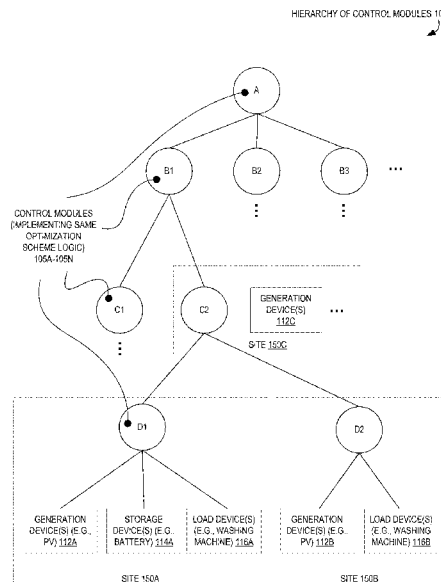 HIERARCHY OF CONTROL MODULES 10
A
B1
B2
B3
...
CONTROL MODULES
(IMPLEMENTING SAME
OPTIMIZATION
SCHEME LOGIC)
105A-105N
C1
C2
GENERATION
DEVICE(S)
112C
...
SITE 150C
D1
D2
GENERATION
DEVICE(S) (E.G.,
PV) 112A
STORAGE
DEVICE(S) (E.G.,
BATTERY) 114A
LOAD DEVICE(S)
(E.G., WASHING
MACHINE) 116A
GENERATION
DEVICE(S) (E.G.,
PV) 112B
LOAD DEVICE(S)
(E.G., WASHING
MACHINE) 116B
SITE 150A
SITE 150B